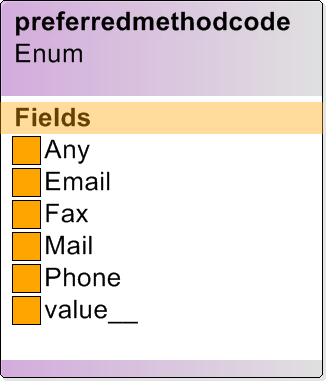 preferredmethodcode
Enum
Fields
Any
Email
Fax
Mail
Phone
value__